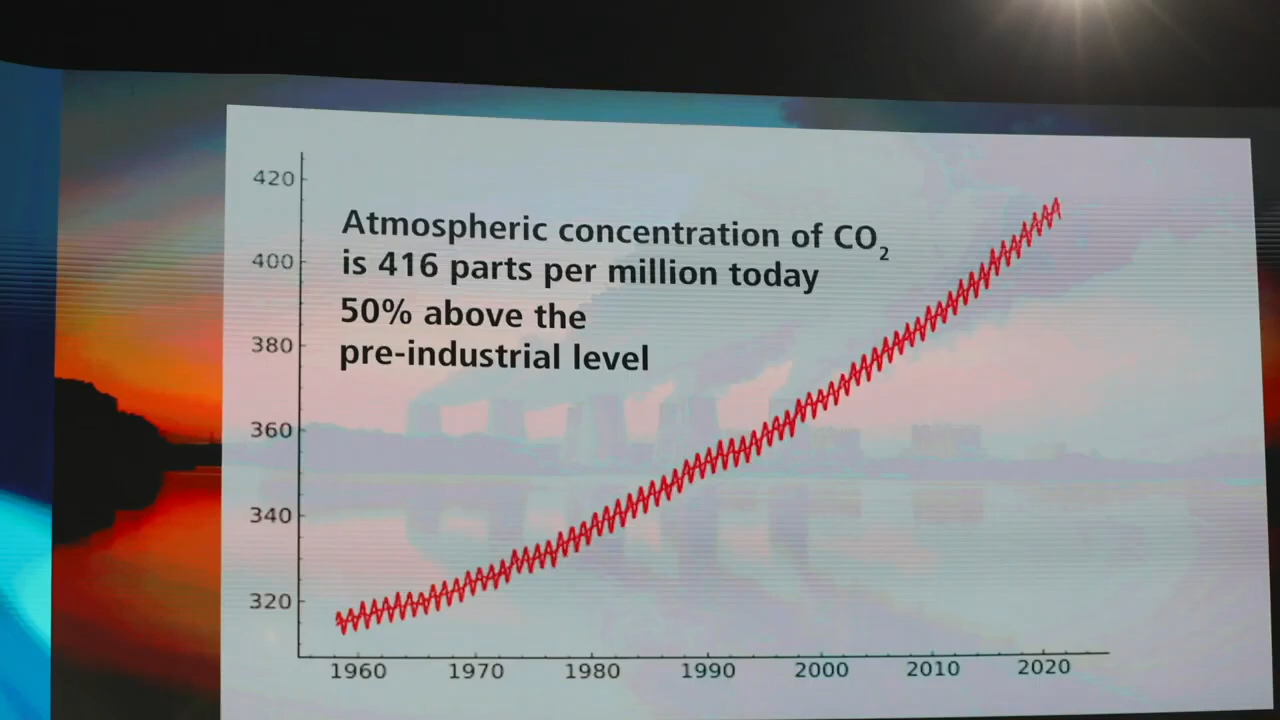 Atmospheric concentration of CO₂
is 416 parts per million today
50% above the
pre-industrial level
420
400
380
360
340
320
1960 1970 1980 1990 2000 2010 2020